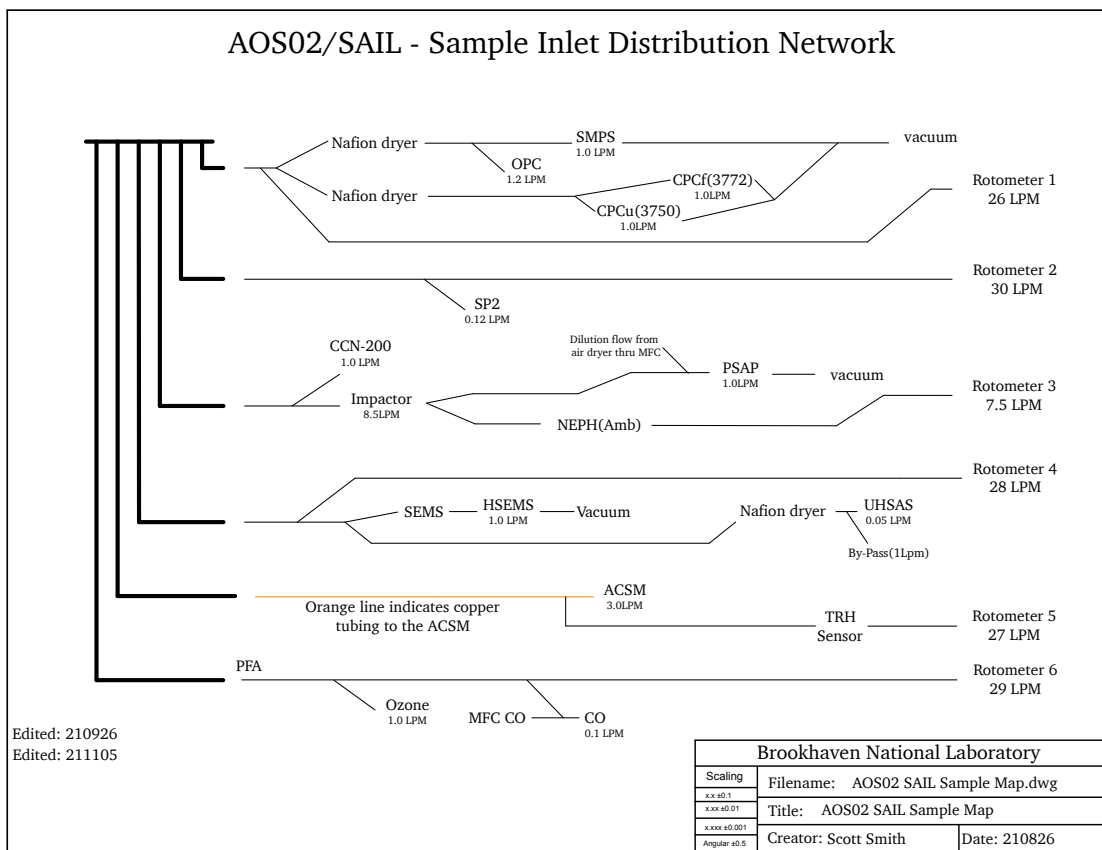 AOS02/SAIL - Sample Inlet Distribution Network
Nafion dryer
SMPS
1.0 LPM
vacuum
OPC
1.2 LPM
Nafion dryer
CPCf(3772)
1.0LPM
CPCu(3750)
1.0LPM
Rotometer 1
26 LPM
Rotometer 2
30 LPM
SP2
0.12 LPM
CCN-200
1.0 LPM
Dilution flow from
air dryer thru MFC
PSAP
1.0LPM
vacuum
Impactor
8.5LPM
NEPH(Amb)
Rotometer 3
7.5 LPM
Rotometer 4
28 LPM
SEMS
HSEMS
1.0 LPM
Vacuum
Nafion dryer
UHSAS
0.05 LPM
By-Pass(1Lpm)
ACSM
3.0LPM
Orange line indicates copper
tubing to the ACSM
TRH
Sensor
Rotometer 5
27 LPM
PFA
Rotometer 6
29 LPM
Ozone
1.0 LPM
MFC CO
CO
0.1 LPM
Edited: 210926
Edited: 211105
Brookhaven National Laboratory
Scaling
x.x ±0.1
x.xx ±0.01
x.xxx ±0.001
Angular ±0.5
Filename: AOS02 SAIL Sample Map.dwg
Title: AOS02 SAIL Sample Map
Creator: Scott Smith
Date: 210826